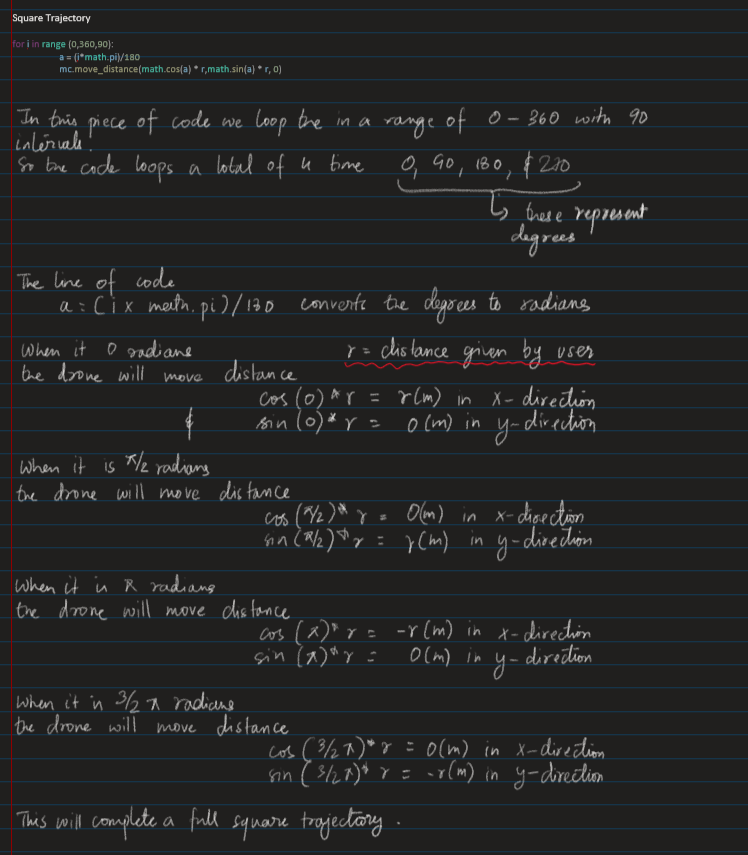 Square Trajectory
for i in range (0,360,90):
a = (i*math.pi)/180
mc.move_distance(math.cos(a) * r,math.sin(a) * r, 0)
In this piece of code we loop the in a range of 0 - 360 with 90
intervals.
So the code loops a total of 4 time 0, 90, 180, & 270
↳ these represent
degrees
The line of code
a = (i x math.pi)/180 converts the degrees to radians
When it 0 radians r = distance given by user
the drone will move distance
cos (0) * r = r(m) in x-direction
& sin (0) * r = 0 (m) in y-direction
When it is π/2 radians
the drone will move distance
cos (π/2) * r = 0(m) in x-direction
sin (π/2) * r = r(m) in y-direction
When it is π radians
the drone will move distance
cos (π) * r = -r(m) in x-direction
sin (π) * r = 0(m) in y-direction
When it is 3/2 π radians
the drone will move distance
cos (3/2 π) * r = 0(m) in x-direction
sin (3/2 π) * r = -r(m) in y-direction
This will complete a full square trajectory.